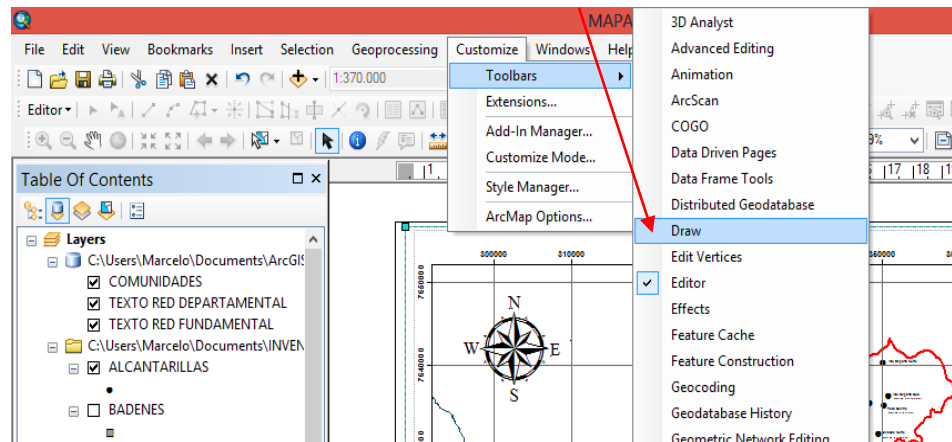 MAPA
File Edit View Bookmarks Insert Selection Geoprocessing Customize Windows Help
1:370.000
Editor
9%
Toolbars
Extensions...
Add-In Manager...
Customize Mode...
Style Manager...
ArcMap Options...
3D Analyst
Advanced Editing
Animation
ArcScan
COGO
Data Driven Pages
Data Frame Tools
Distributed Geodatabase
Draw
Edit Vertices
Editor
Effects
Feature Cache
Feature Construction
Geocoding
Geodatabase History
Geometric Network Editing
Table Of Contents
Layers
C:\Users\Marcelo\Documents\ArcGIS
COMUNIDADES
TEXTO RED DEPARTAMENTAL
TEXTO RED FUNDAMENTAL
C:\Users\Marcelo\Documents\INVEN
ALCANTARILLAS
BADENES
1
17 18
800000 810000
7660000
7640000
N
W E
S